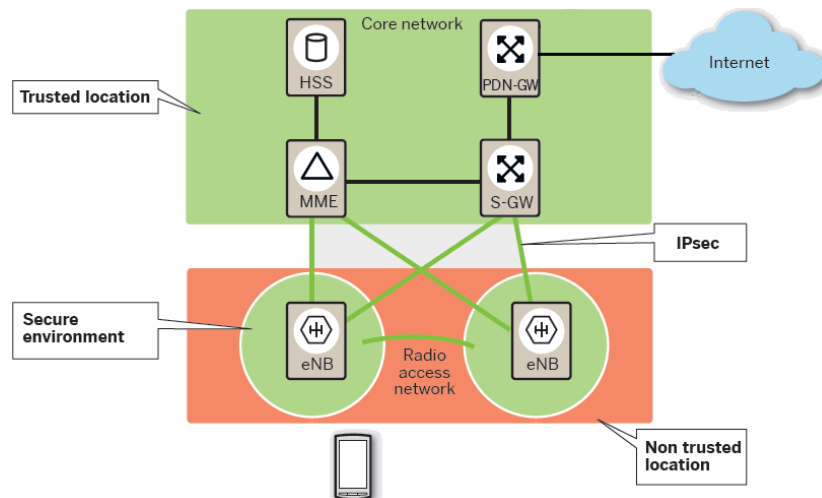 Core network
HSS
PDN-GW
Internet
Trusted location
MME
S-GW
IPsec
Secure
environment
eNB
Radio
access
network
eNB
Non trusted
location